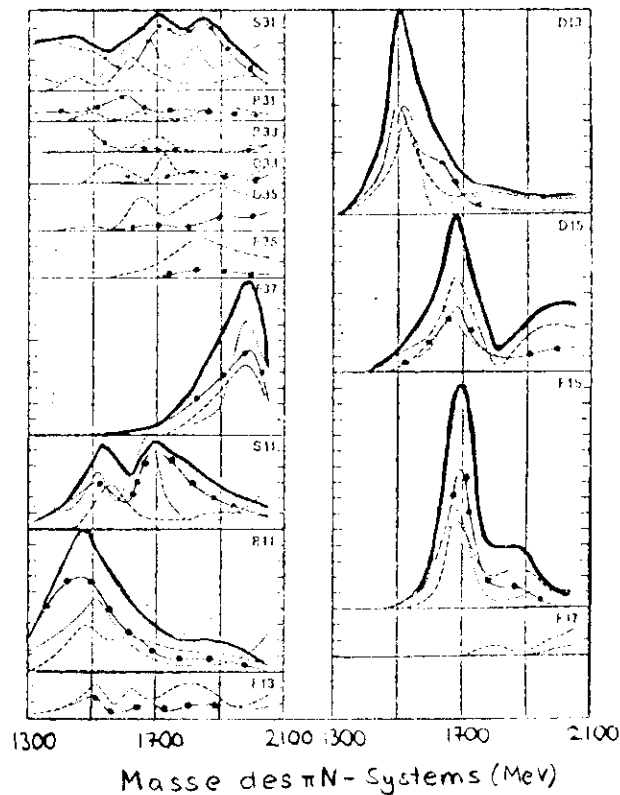 S31
P31
P33
D33
D35
F35
F37
S11
P11
P13
1300 1700 2100
D13
D15
F15
F17
1300 1700 2100
Masse des πN-Systems (MeV)